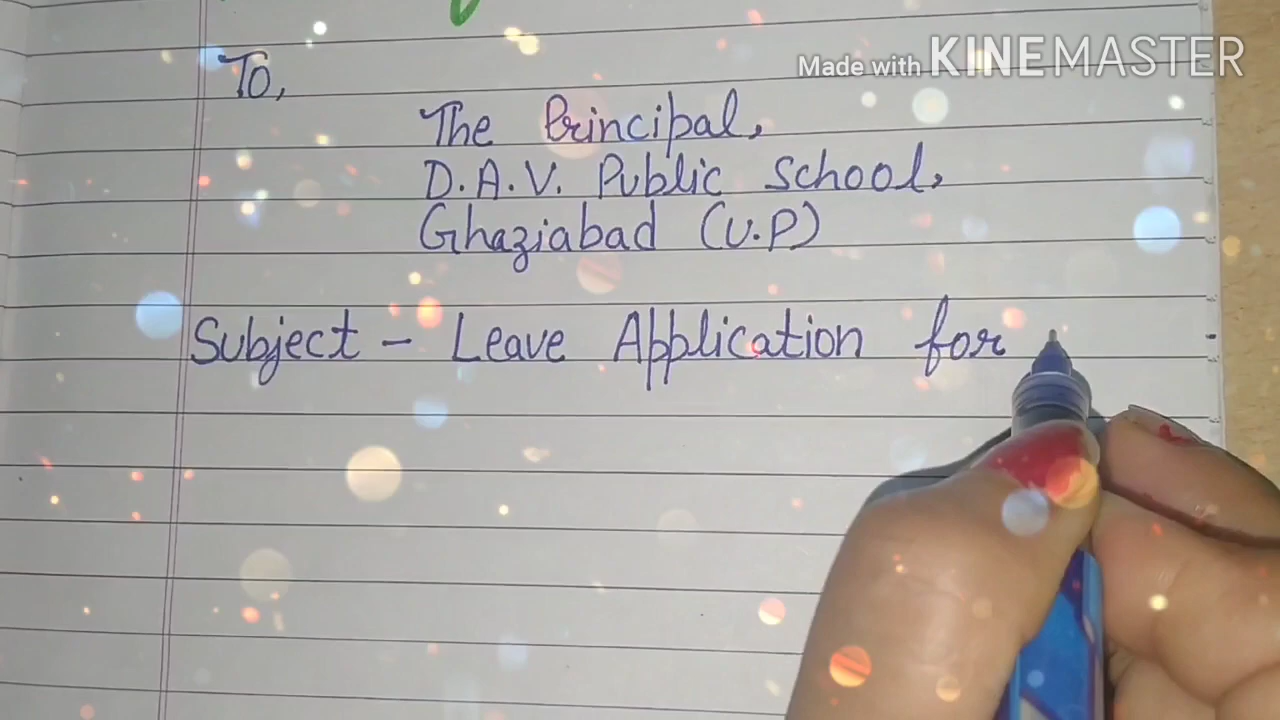 Made with KINEMASTER
To,
The Principal,
D.A.V. Public School,
Ghaziabad (U.P)
Subject - Leave Application for